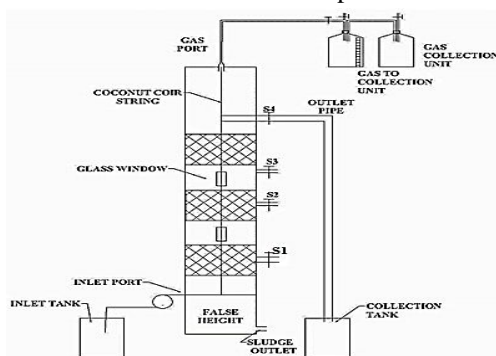 GAS
PORT
GAS
COLLECTION
UNIT
GAS TO
COLLECTION
UNIT
COCONUT COIR
STRING
OUTLET
PIPE
S4
S3
GLASS WINDOW
S2
S1
INLET PORT
INLET TANK
FALSE
HEIGHT
COLLECTION
TANK
SLUDGE
OUTLET